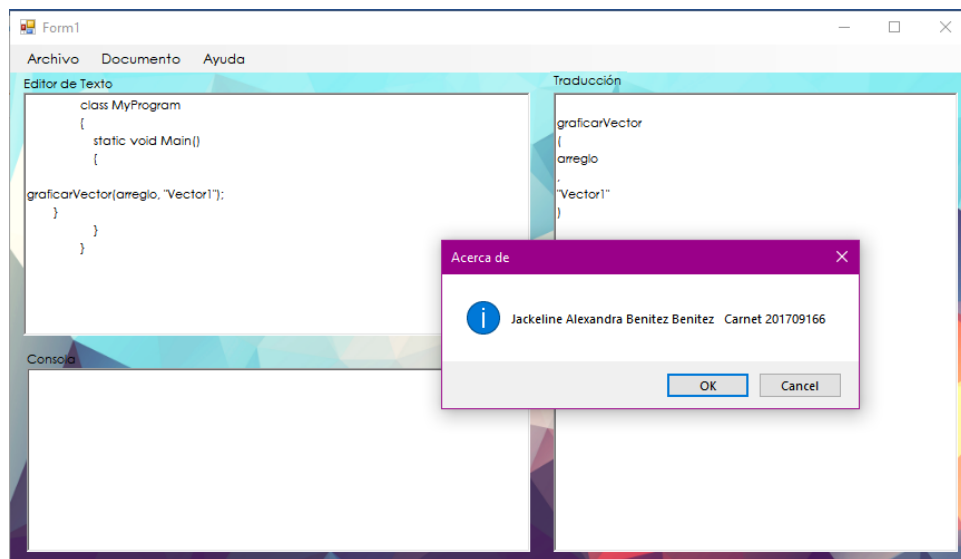 Form1
Archivo Documento Ayuda
Editor de Texto
class MyProgram
{
static void Main()
{
graficarVector(arreglo, "Vector1");
}
}
}
Traducción
graficarVector
(
arreglo
,
"Vector1"
)
Acerca de
Jackeline Alexandra Benitez Benitez Carnet 201709166
OK Cancel
Consola